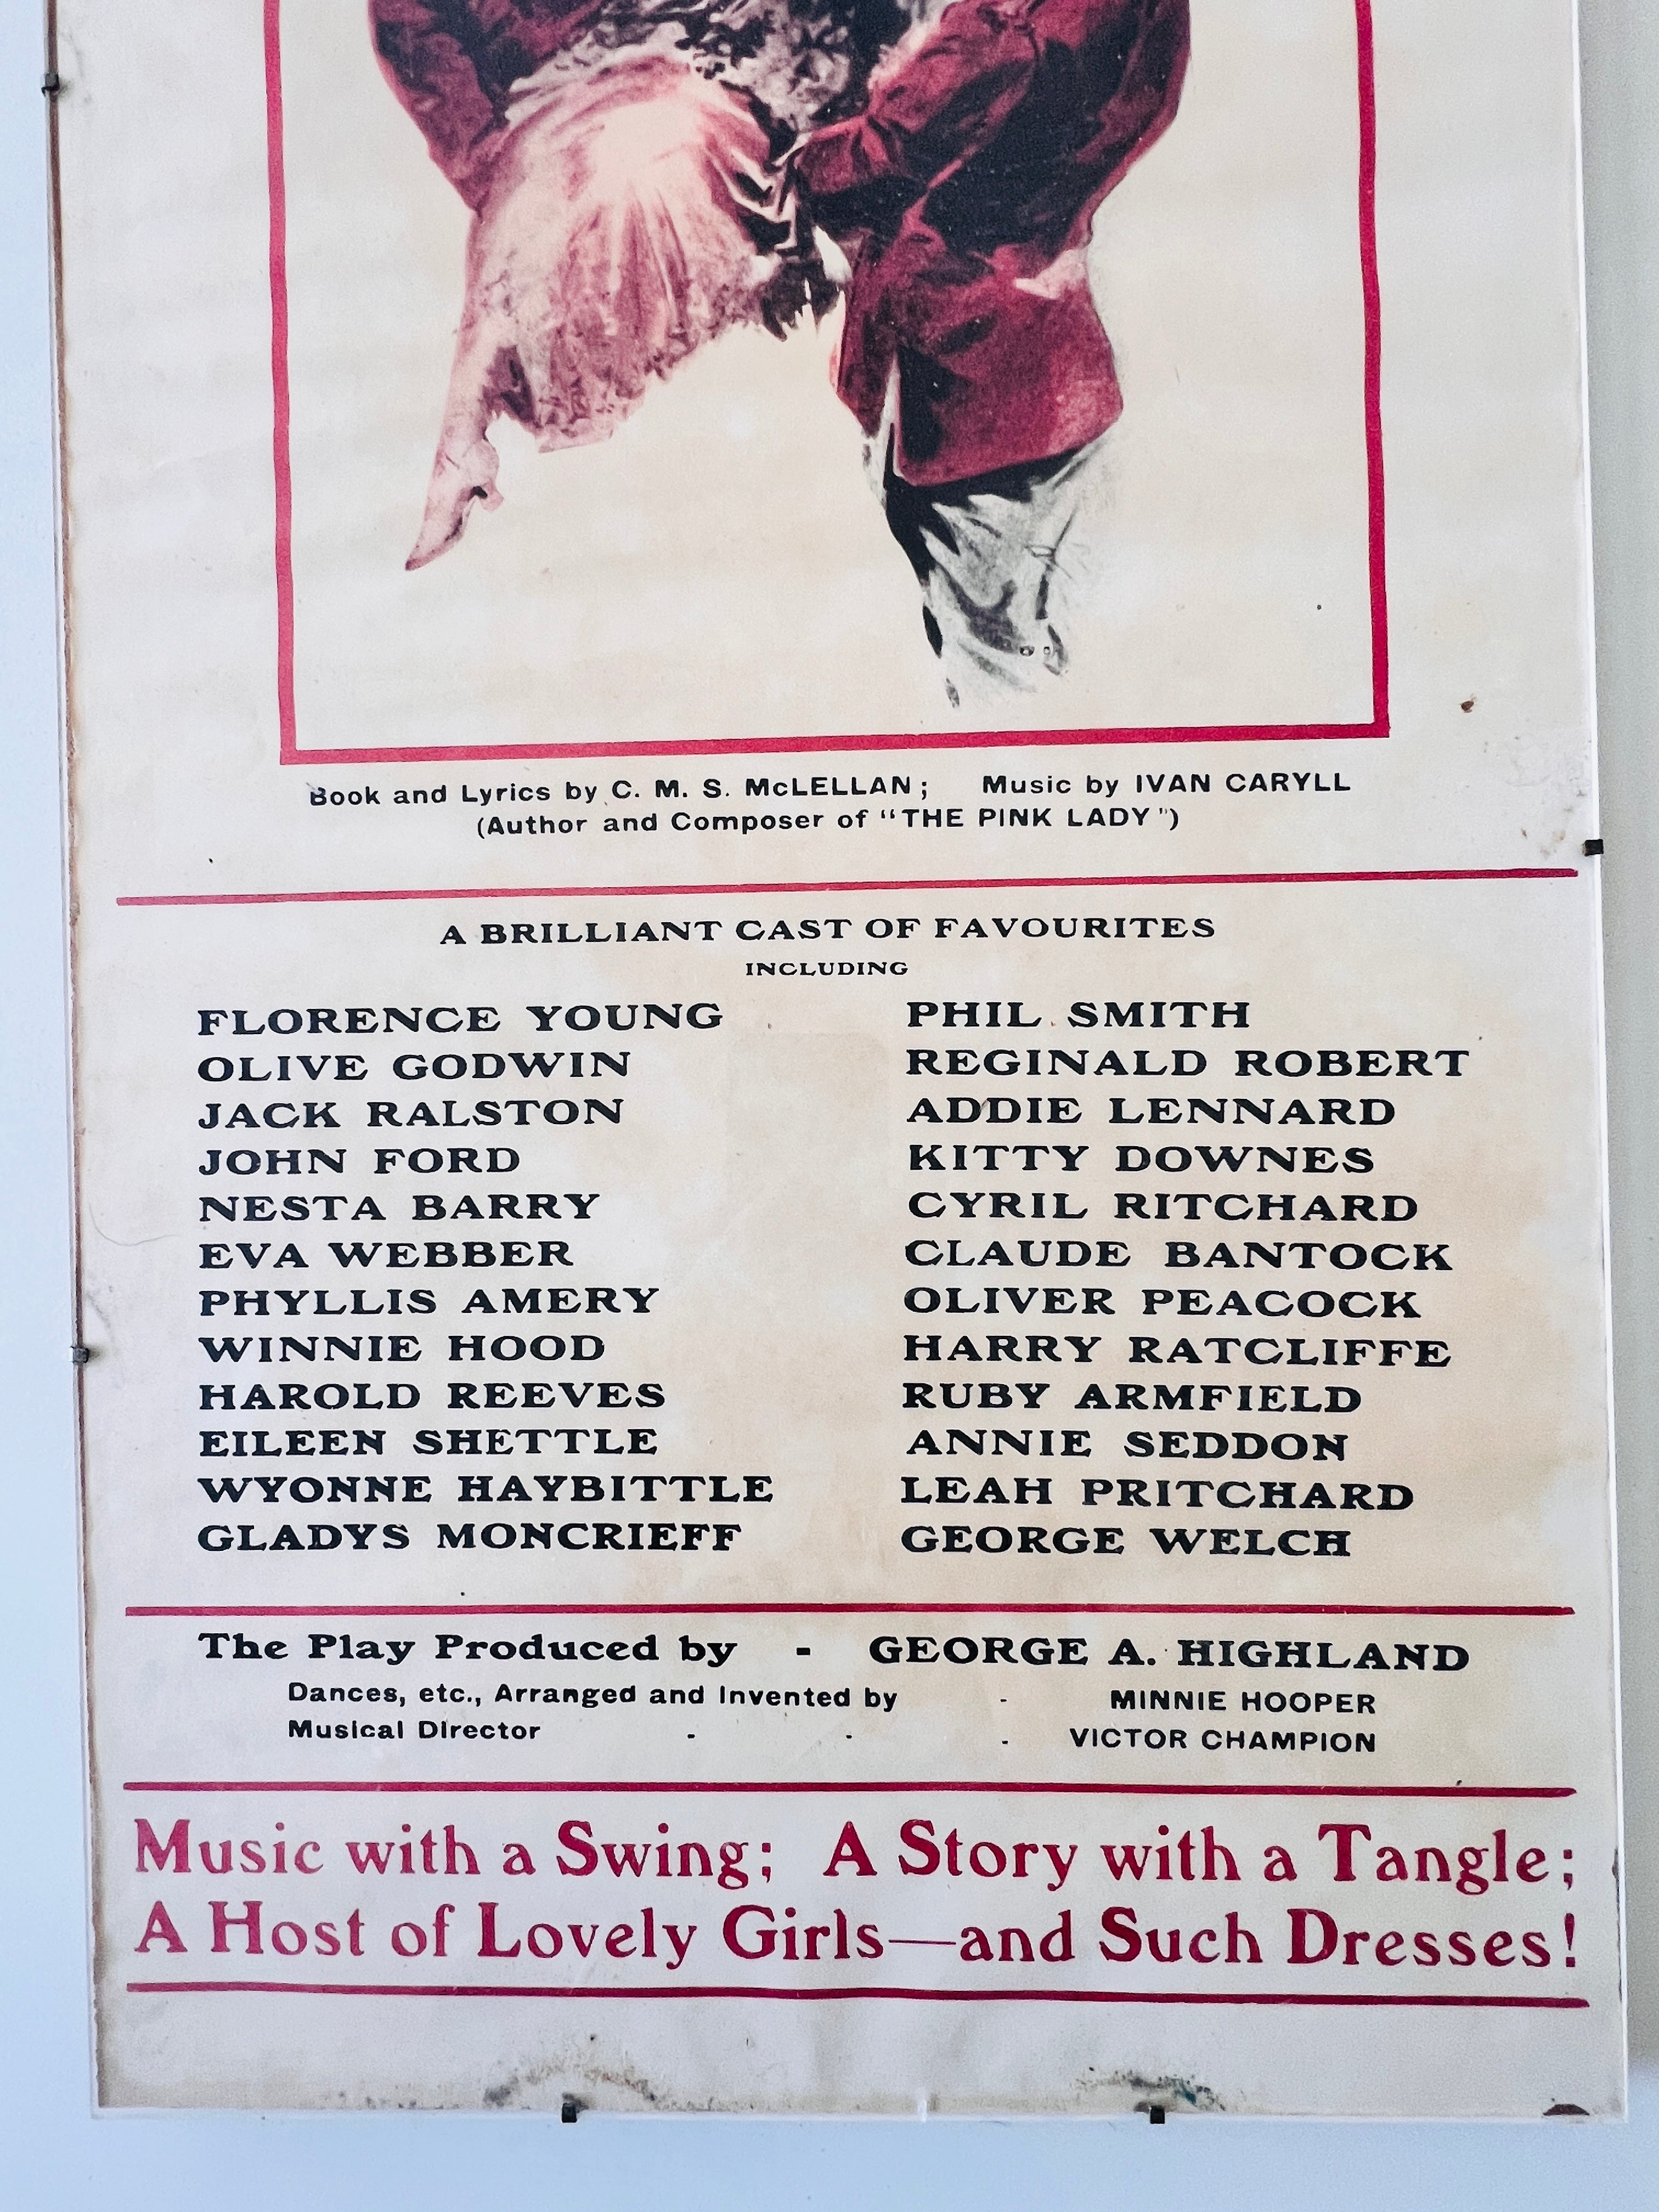 Book and Lyrics by C. M. S. McLELLAN; Music by IVAN CARYLL
(Author and Composer of "THE PINK LADY")
A BRILLIANT CAST OF FAVOURITES
INCLUDING
FLORENCE YOUNG PHIL SMITH
OLIVE GODWIN REGINALD ROBERT
JACK RALSTON ADDIE LENNARD
JOHN FORD KITTY DOWNES
NESTA BARRY CYRIL RITCHARD
EVA WEBBER CLAUDE BANTOCK
PHYLLIS AMERY OLIVER PEACOCK
WINNIE HOOD HARRY RATCLIFFE
HAROLD REEVES RUBY ARMFIELD
EILEEN SHETTLE ANNIE SEDDON
WYONNE HAYBITTLE LEAH PRITCHARD
GLADYS MONCRIEFF GEORGE WELCH
The Play Produced by - GEORGE A. HIGHLAND
Dances, etc., Arranged and Invented by - MINNIE HOOPER
Musical Director - - - VICTOR CHAMPION
Music with a Swing; A Story with a Tangle;
A Host of Lovely Girls—and Such Dresses!